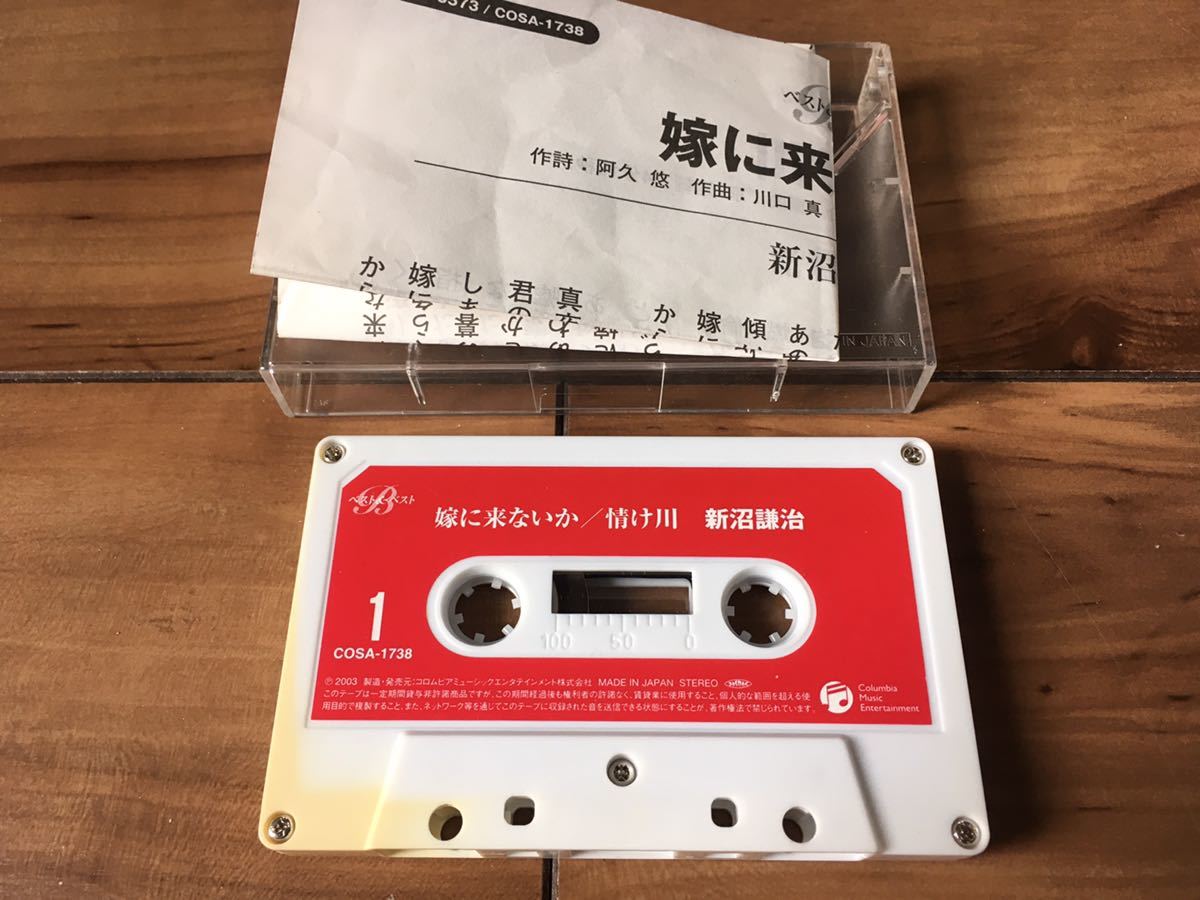 3373 / COSA-1738
ベスト
嫁に来
作詩：阿久 悠 作曲：川口 真
新沼
IN JAPAN
ベスト&ベスト
嫁に来ないか／情け川 新沼謙治
1
COSA-1738
100 50 0
℗ 2003 製造・発売元：コロムビアミュージックエンタテインメント株式会社 MADE IN JAPAN STEREO
このテープは一定期間貸与非許諾商品ですが、この期間経過後も権利者の許諾なく、賃貸業に使用すること、個人的な範囲を超える使
用目的で複製すること、また、ネットワーク等を通じてこのテープに収録された音を送信できる状態にすることが、著作権法で禁じられています。
Columbia
Music
Entertainment